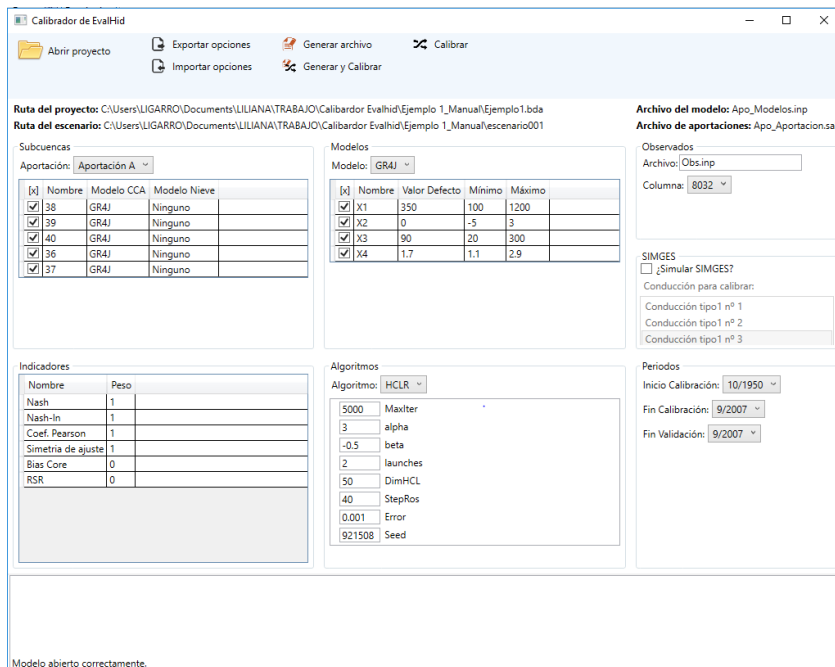 Calibrador de EvalHid
Abrir proyecto
Exportar opciones
Importar opciones
Generar archivo
Generar y Calibrar
Calibrar
Ruta del proyecto: C:\Users\LIGARRO\Documents\LILIANA\TRABAJO\Calibardor Evalhid\Ejemplo 1_Manual\Ejemplo1.bda
Archivo del modelo: Apo_Modelos.inp
Ruta del escenario: C:\Users\LIGARRO\Documents\LILIANA\TRABAJO\Calibardor Evalhid\Ejemplo 1_Manual\escenario001
Archivo de aportaciones: Apo_Aportacion.sa
Subcuencas
Aportación: Aportación A
[x] Nombre Modelo CCA Modelo Nieve
38 GR4J Ninguno
39 GR4J Ninguno
40 GR4J Ninguno
36 GR4J Ninguno
37 GR4J Ninguno
Modelos
Modelo: GR4J
[x] Nombre Valor Defecto Mínimo Máximo
X1 350 100 1200
X2 0 -5 3
X3 90 20 300
X4 1.7 1.1 2.9
Observados
Archivo: Obs.inp
Columna: 8032
SIMGES
¿Simular SIMGES?
Conducción para calibrar:
Conducción tipo1 nº 1
Conducción tipo1 nº 2
Conducción tipo1 nº 3
Indicadores
Nombre Peso
Nash 1
Nash-ln 1
Coef. Pearson 1
Simetria de ajuste 1
Bias Core 0
RSR 0
Algoritmos
Algoritmo: HCLR
5000 MaxIter
3 alpha
-0.5 beta
2 launches
50 DimHCL
40 StepRos
0.001 Error
921508 Seed
Periodos
Inicio Calibración: 10/1950
Fin Calibración: 9/2007
Fin Validación: 9/2007
Modelo abierto correctamente.